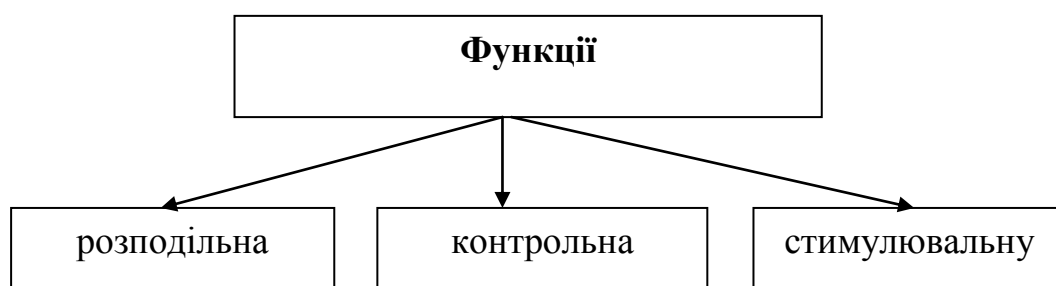 Функції
розподільна
контрольна
стимулювальну